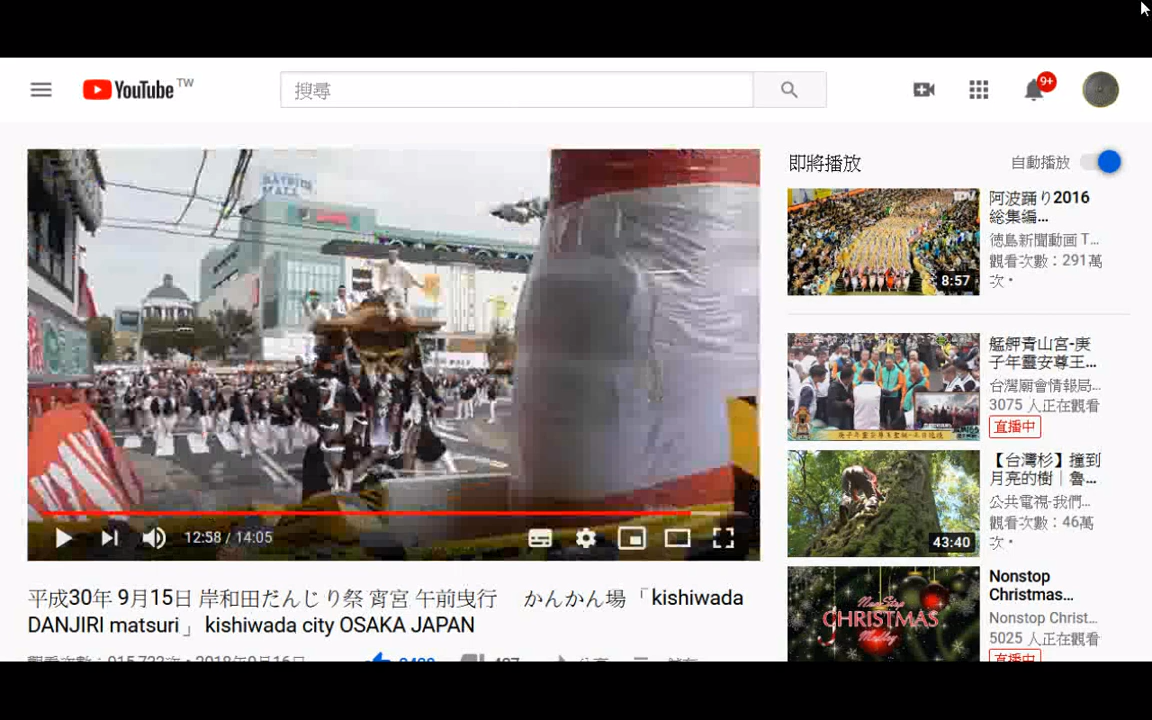 YouTube TW
搜尋
9+
BAYSIDE
MALL
12:58 / 14:05
平成30年 9月15日 岸和田だんじり祭 宵宮 午前曳行 かんかん場「kishiwada
DANJIRI matsuri」 kishiwada city OSAKA JAPAN
即將播放
自動播放
阿波踊り2016
総集編...
徳島新聞動画 T...
觀看次數：291萬
次・
8:57
艋舺青山宮-庚
子年靈安尊王...
台灣廟會情報局...
3075 人正在觀看
直播中
【台灣杉】撞到
月亮的樹｜魯...
公共電視-我們...
觀看次數：46萬
次・
43:40
Nonstop
Christmas...
Nonstop Christ...
5025 人正在觀看
直播中
NonStop
CHRISTMAS
Medley